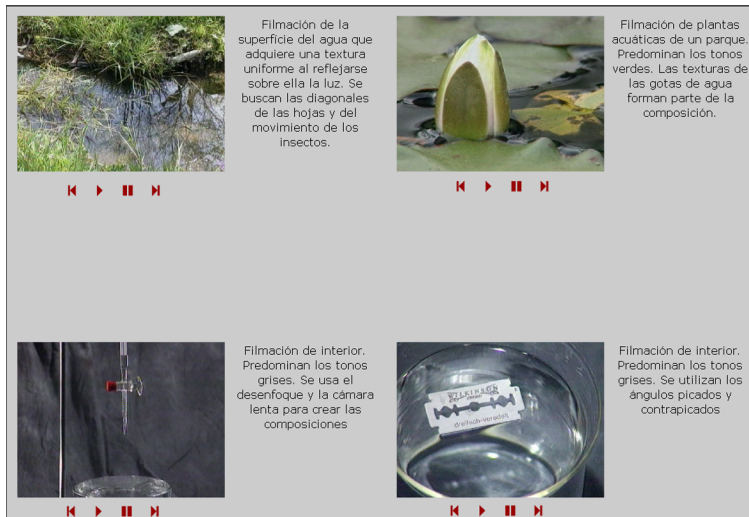 Filmación de la
superficie del agua que
adquiere una textura
uniforme al reflejarse
sobre ella la luz. Se
buscan las diagonales
de las hojas y del
movimiento de los
insectos.
Filmación de plantas
acuáticas de un parque.
Predominan los tonos
verdes. Las texturas de
las gotas de agua
forman parte de la
composición.
Filmación de interior.
Predominan los tonos
grises. Se usa el
desenfoque y la cámara
lenta para crear las
composiciones
WILKINSON
dreifach-veredelt
Filmación de interior.
Predominan los tonos
grises. Se utilizan los
ángulos picados y
contrapicados